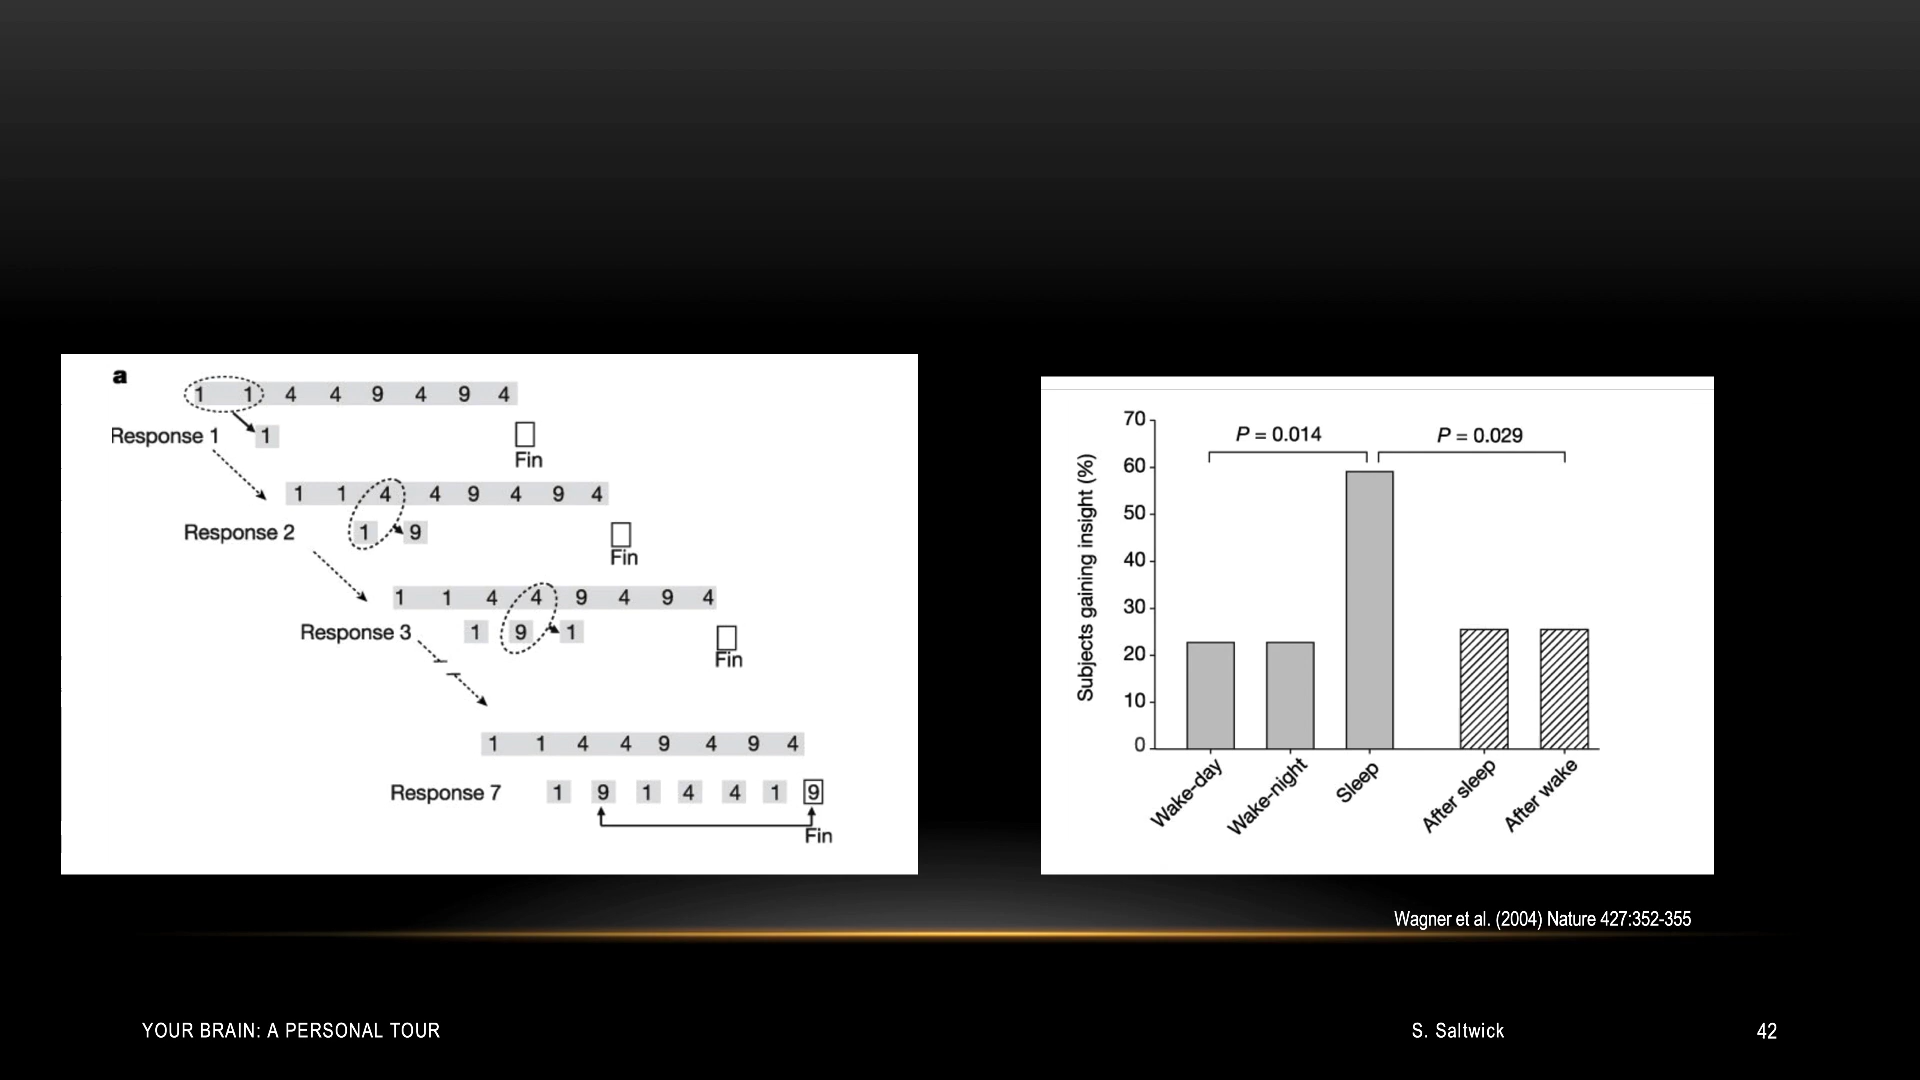 a
1 1 4 4 9 4 9 4
Response 1 1
Fin
1 1 4 4 9 4 9 4
Response 2 1 9
Fin
1 1 4 4 9 4 9 4
Response 3 1 9 1
Fin
1 1 4 4 9 4 9 4
Response 7 1 9 1 4 4 1 9
Fin
Subjects gaining insight (%)
70
60
50
40
30
20
10
0
P = 0.014
P = 0.029
Wake-day
Wake-night
Sleep
After sleep
After wake
Wagner et al. (2004) Nature 427:352-355
YOUR BRAIN: A PERSONAL TOUR
S. Saltwick
42